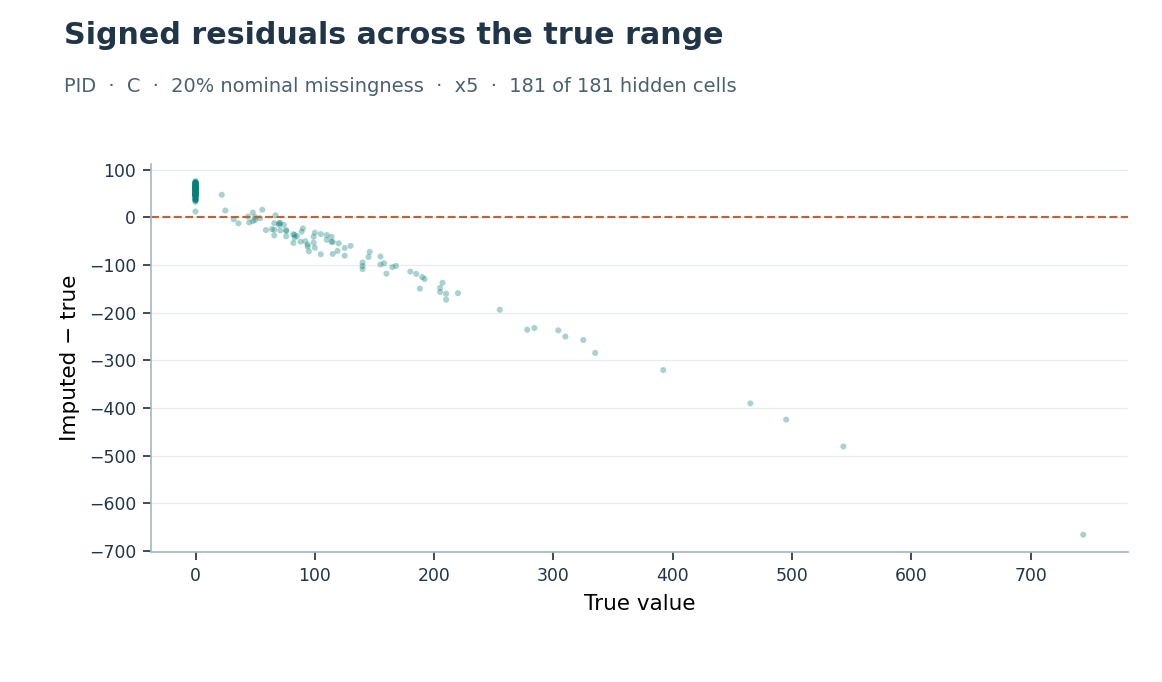 Signed residuals across the true range
PID · C · 20% nominal missingness · x5 · 181 of 181 hidden cells
100
0
−100
−200
−300
−400
−500
−600
−700
Imputed − true
0 100 200 300 400 500 600 700
True value